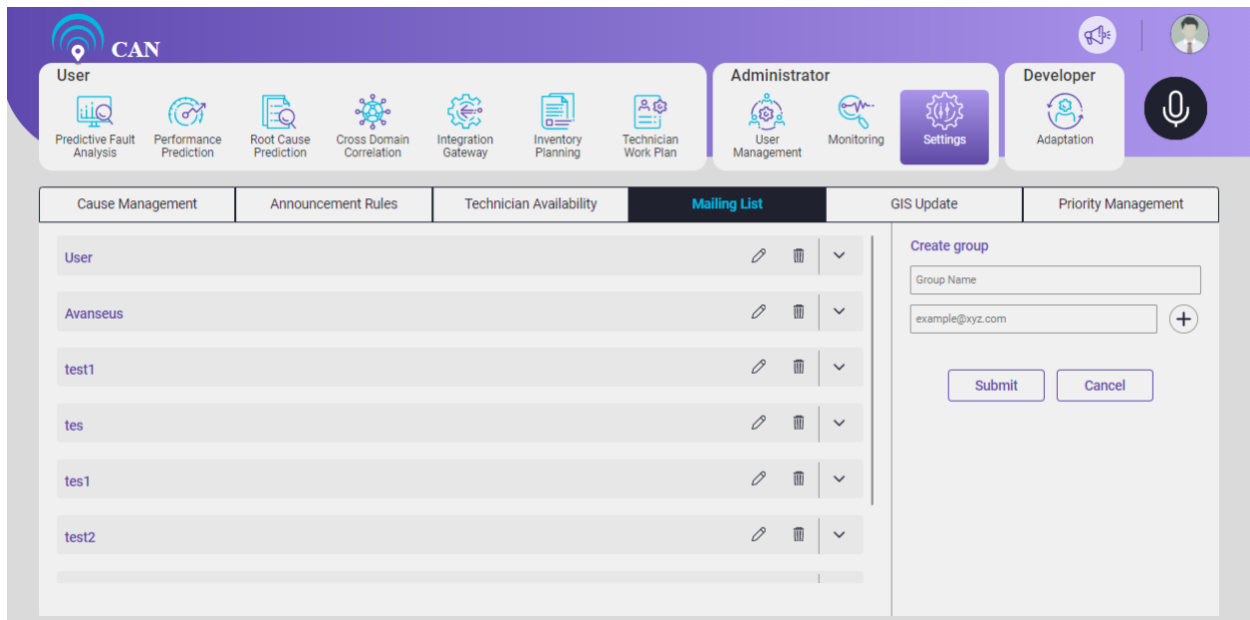 CAN
User
Administrator
Developer
Predictive Fault
Analysis
Performance
Prediction
Root Cause
Prediction
Cross Domain
Correlation
Integration
Gateway
Inventory
Planning
Technician
Work Plan
User
Management
Monitoring
Settings
Adaptation
Cause Management
Announcement Rules
Technician Availability
Mailing List
GIS Update
Priority Management
User
Avanseus
test1
tes
tes1
test2
Create group
Group Name
example@xyz.com
Submit
Cancel